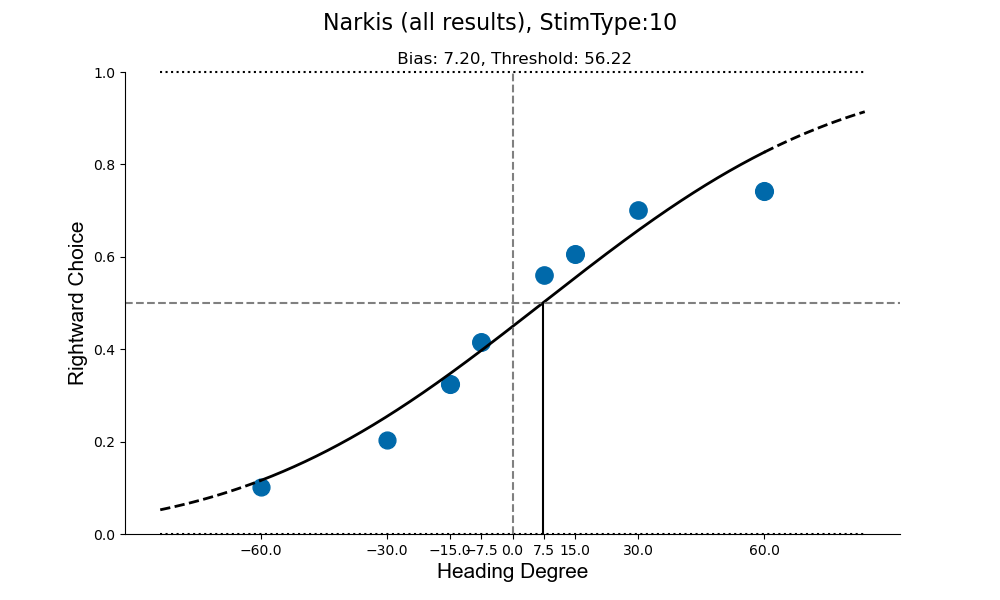 Narkis (all results), StimType:10
Bias: 7.20, Threshold: 56.22
1.0
0.8
0.6
0.4
0.2
0.0
Rightward Choice
−60.0 −30.0 −15.0 −7.5 0.0 7.5 15.0 30.0 60.0
Heading Degree